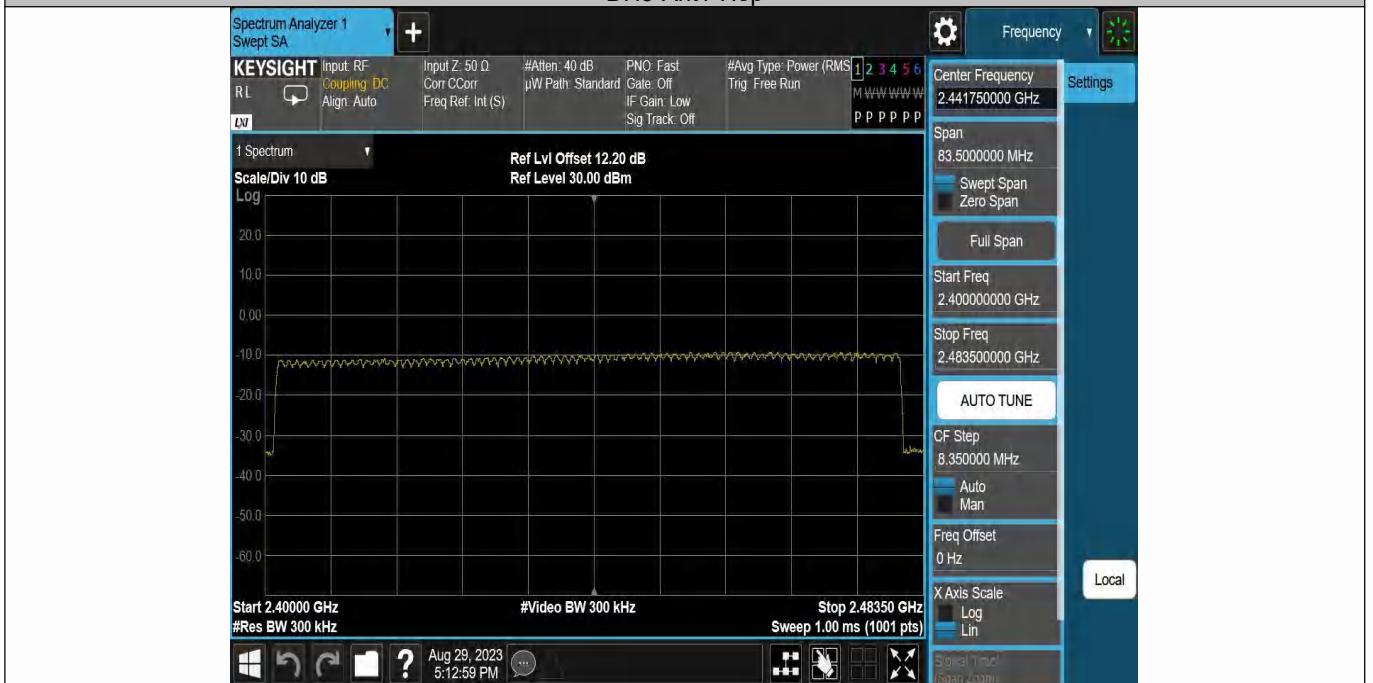 Spectrum Analyzer 1
Swept SA
+
Frequency
KEYSIGHT
RL
LXI
Input: RF
Coupling: DC
Align: Auto
Input Z: 50 Ω
Corr CCorr
Freq Ref: Int (S)
#Atten: 40 dB
µW Path: Standard
PNO: Fast
Gate: Off
IF Gain: Low
Sig Track: Off
#Avg Type: Power (RMS
Trig: Free Run
1 2 3 4 5 6
M W W W W W
P P P P P P
1 Spectrum
Scale/Div 10 dB
Log
Ref Lvl Offset 12.20 dB
Ref Level 30.00 dBm
20.0
10.0
0.00
-10.0
-20.0
-30.0
-40.0
-50.0
-60.0
Start 2.40000 GHz
#Res BW 300 kHz
#Video BW 300 kHz
Stop 2.48350 GHz
Sweep 1.00 ms (1001 pts)
Center Frequency
2.441750000 GHz
Settings
Span
83.5000000 MHz
Swept Span
Zero Span
Full Span
Start Freq
2.400000000 GHz
Stop Freq
2.483500000 GHz
AUTO TUNE
CF Step
8.350000 MHz
Auto
Man
Freq Offset
0 Hz
X Axis Scale
Log
Lin
Signal Track
(Span Zoom)
Local
?
Aug 29, 2023
5:12:59 PM